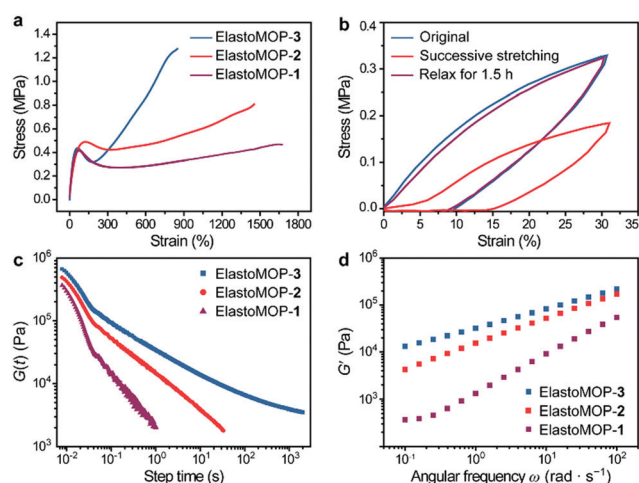 a
ElastoMOP-3
ElastoMOP-2
ElastoMOP-1
Stress (MPa)
1.4
1.2
1.0
0.8
0.6
0.4
0.2
0.0
0 300 600 900 1200 1500 1800
Strain (%)
b
Original
Successive stretching
Relax for 1.5 h
Stress (MPa)
0.4
0.3
0.2
0.1
0.0
0 5 10 15 20 25 30 35
Strain (%)
c
ElastoMOP-3
ElastoMOP-2
ElastoMOP-1
G(t) (Pa)
10⁶
10⁵
10⁴
10³
10⁻² 10⁻¹ 10⁰ 10¹ 10² 10³
Step time (s)
d
G′ (Pa)
10⁶
10⁵
10⁴
10³
10²
ElastoMOP-3
ElastoMOP-2
ElastoMOP-1
10⁻¹ 10⁰ 10¹ 10²
Angular frequency ω (rad · s⁻¹)